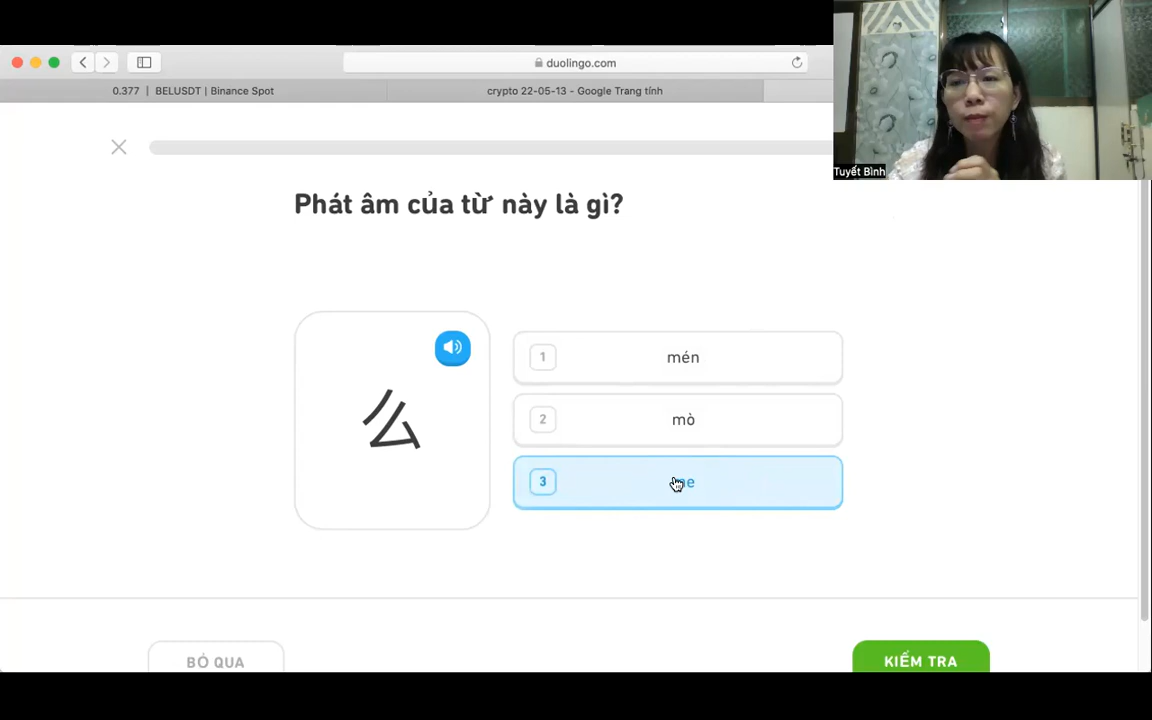 duolingo.com
0.377 | BELUSDT | Binance Spot
crypto 22-05-13 - Google Trang tính
Tuyết Bình
Phát âm của từ này là gì?
么
1 mén
2 mò
3
BỎ QUA
KIỂM TRA